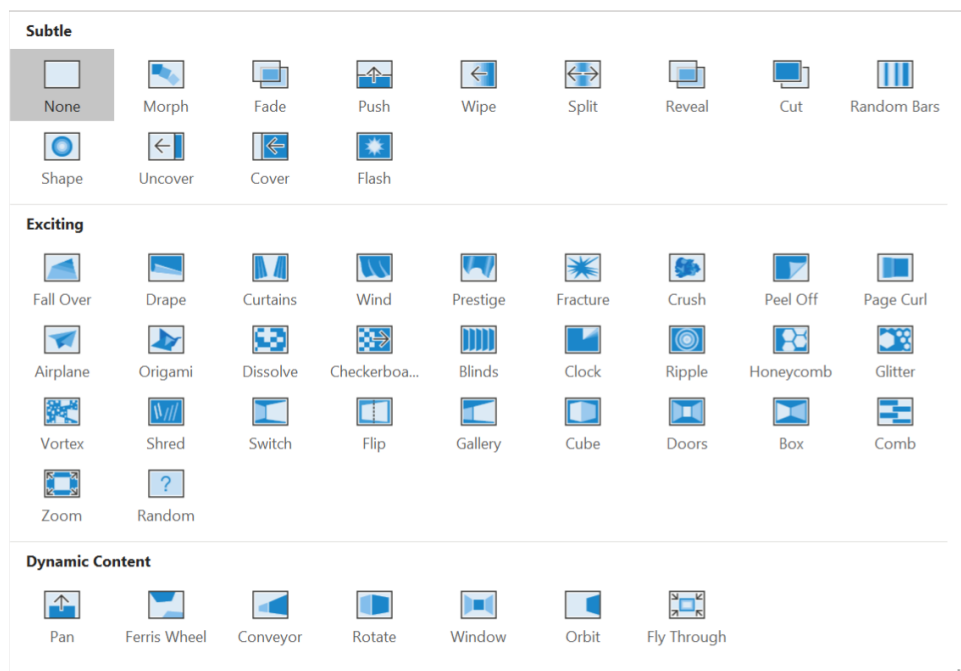 Subtle
None Morph Fade Push Wipe Split Reveal Cut Random Bars
Shape Uncover Cover Flash
Exciting
Fall Over Drape Curtains Wind Prestige Fracture Crush Peel Off Page Curl
Airplane Origami Dissolve Checkerboa... Blinds Clock Ripple Honeycomb Glitter
Vortex Shred Switch Flip Gallery Cube Doors Box Comb
?
Zoom Random
Dynamic Content
Pan Ferris Wheel Conveyor Rotate Window Orbit Fly Through